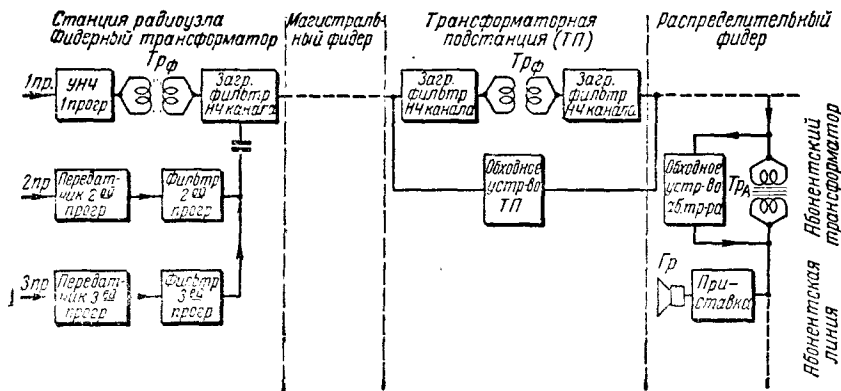 Станция радиоузла
Фидерный трансформатор
Магистраль-
ный фидер
Трансформаторная
подстанция (ТП)
Распределительный
фидер
1пр.
УНЧ
1прогр
Трф
Загр.
фильтр
НЧ канала
Загр.
фильтр
НЧ канала
Трф
Загр.
фильтр
НЧ канала
2пр
Передат-
чик 2ой
прогр
Фильтр
2ой
прогр
Обходное
устр-во
ТП
Обходное
устр-во
аб.тр-ра
ТрА
Абонентский
трансформатор
3пр
Передат-
чик 3ей
прогр
Фильтр
3ей
прогр
Гр
При-
ставка
Абонентская
линия